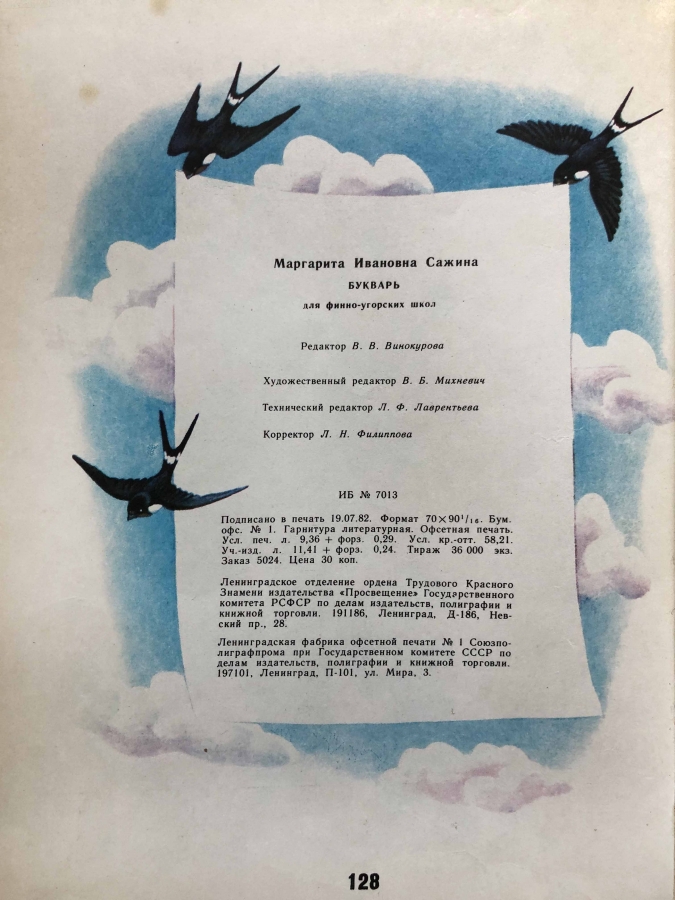 Маргарита Ивановна Сажина
БУКВАРЬ
для финно-угорских школ
Редактор В. В. Винокурова
Художественный редактор В. Б. Михневич
Технический редактор Л. Ф. Лаврентьева
Корректор Л. Н. Филиппова
ИБ № 7013
Подписано в печать 19.07.82. Формат 70×90¹/₁₆. Бум.
офс. № 1. Гарнитура литературная. Офсетная печать.
Усл. печ. л. 9,36 + форз. 0,29. Усл. кр.-отт. 58,21.
Уч.-изд. л. 11,41 + форз. 0,24. Тираж 36 000 экз.
Заказ 5024. Цена 30 коп.
Ленинградское отделение ордена Трудового Красного
Знамени издательства «Просвещение» Государственного
комитета РСФСР по делам издательств, полиграфии и
книжной торговли. 191186, Ленинград, Д-186, Нев-
ский пр., 28.
Ленинградская фабрика офсетной печати № 1 Союзпо-
лиграфпрома при Государственном комитете СССР по
делам издательств, полиграфии и книжной торговли.
197101, Ленинград, П-101, ул. Мира, 3.
128